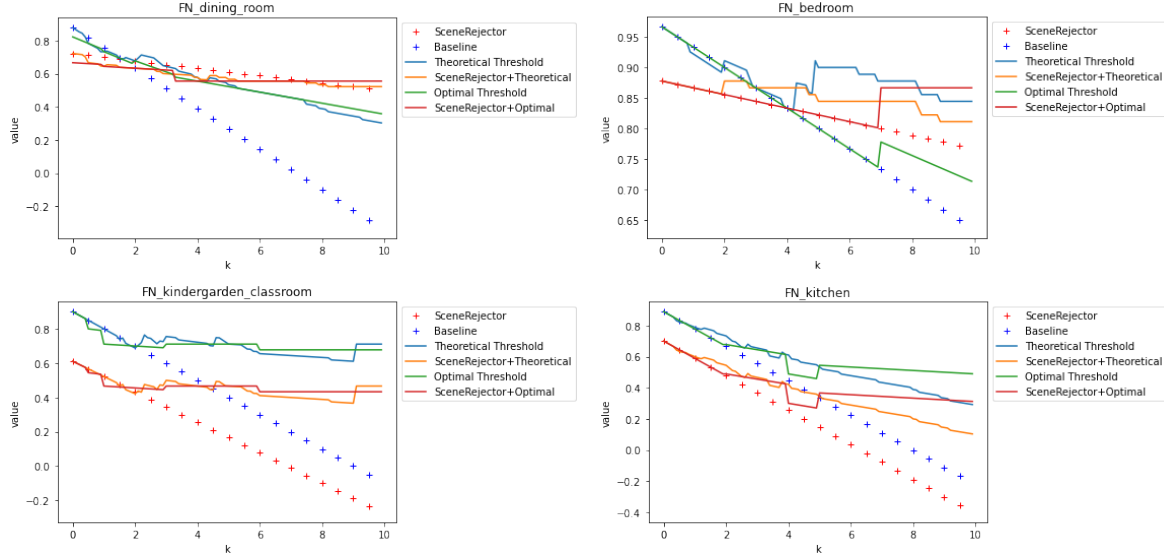 FN_dining_room
0.8
0.6
0.4
0.2
0.0
−0.2
value
0
2
4
6
8
10
k
SceneRejector
Baseline
Theoretical Threshold
SceneRejector+Theoretical
Optimal Threshold
SceneRejector+Optimal
FN_bedroom
0.95
0.90
0.85
0.80
0.75
0.70
0.65
value
0
2
4
6
8
10
k
SceneRejector
Baseline
Theoretical Threshold
SceneRejector+Theoretical
Optimal Threshold
SceneRejector+Optimal
FN_kindergarden_classroom
0.8
0.6
0.4
0.2
0.0
−0.2
value
0
2
4
6
8
10
k
SceneRejector
Baseline
Theoretical Threshold
SceneRejector+Theoretical
Optimal Threshold
SceneRejector+Optimal
FN_kitchen
0.8
0.6
0.4
0.2
0.0
−0.2
−0.4
value
0
2
4
6
8
10
k
SceneRejector
Baseline
Theoretical Threshold
SceneRejector+Theoretical
Optimal Threshold
SceneRejector+Optimal